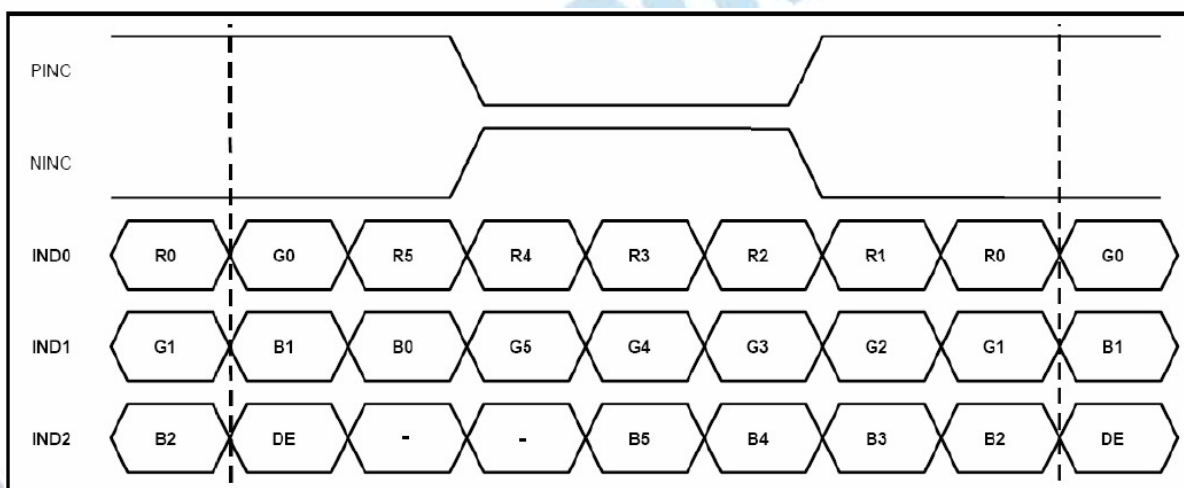 PINC
NINC
IND0 R0 G0 R5 R4 R3 R2 R1 R0 G0
IND1 G1 B1 B0 G5 G4 G3 G2 G1 B1
IND2 B2 DE - - B5 B4 B3 B2 DE